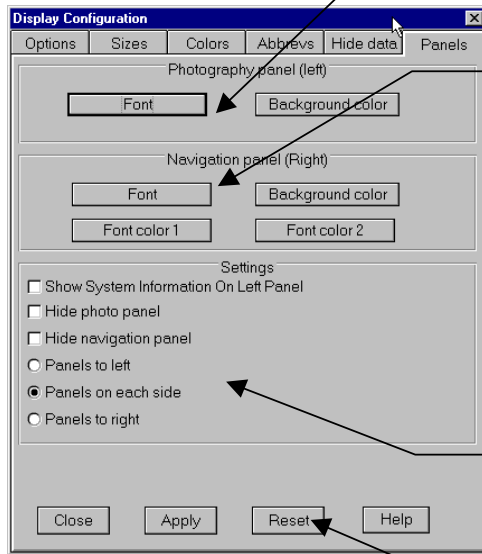 Display Configuration
Options Sizes Colors Abbrevs Hide data Panels
Photography panel (left)
Font Background color
Navigation panel (Right)
Font Background color
Font color 1 Font color 2
Settings
Show System Information On Left Panel
Hide photo panel
Hide navigation panel
Panels to left
Panels on each side
Panels to right
Close Apply Reset Help